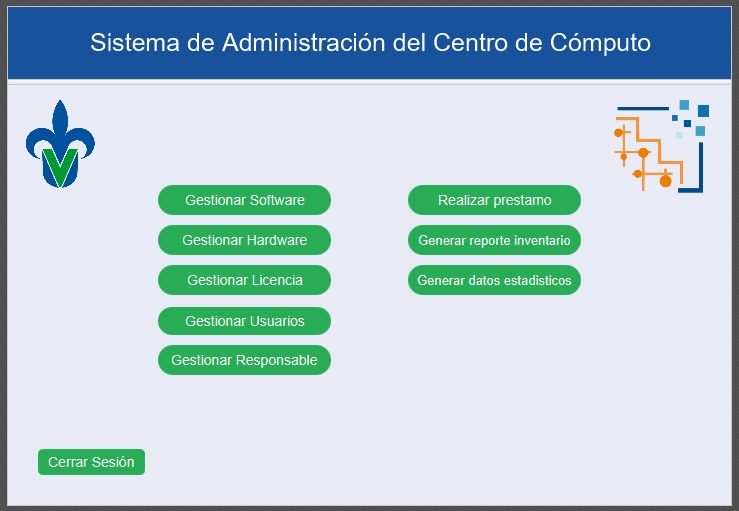 Sistema de Administración del Centro de Cómputo
Gestionar Software
Gestionar Hardware
Gestionar Licencia
Gestionar Usuarios
Gestionar Responsable
Realizar prestamo
Generar reporte inventario
Generar datos estadisticos
Cerrar Sesión